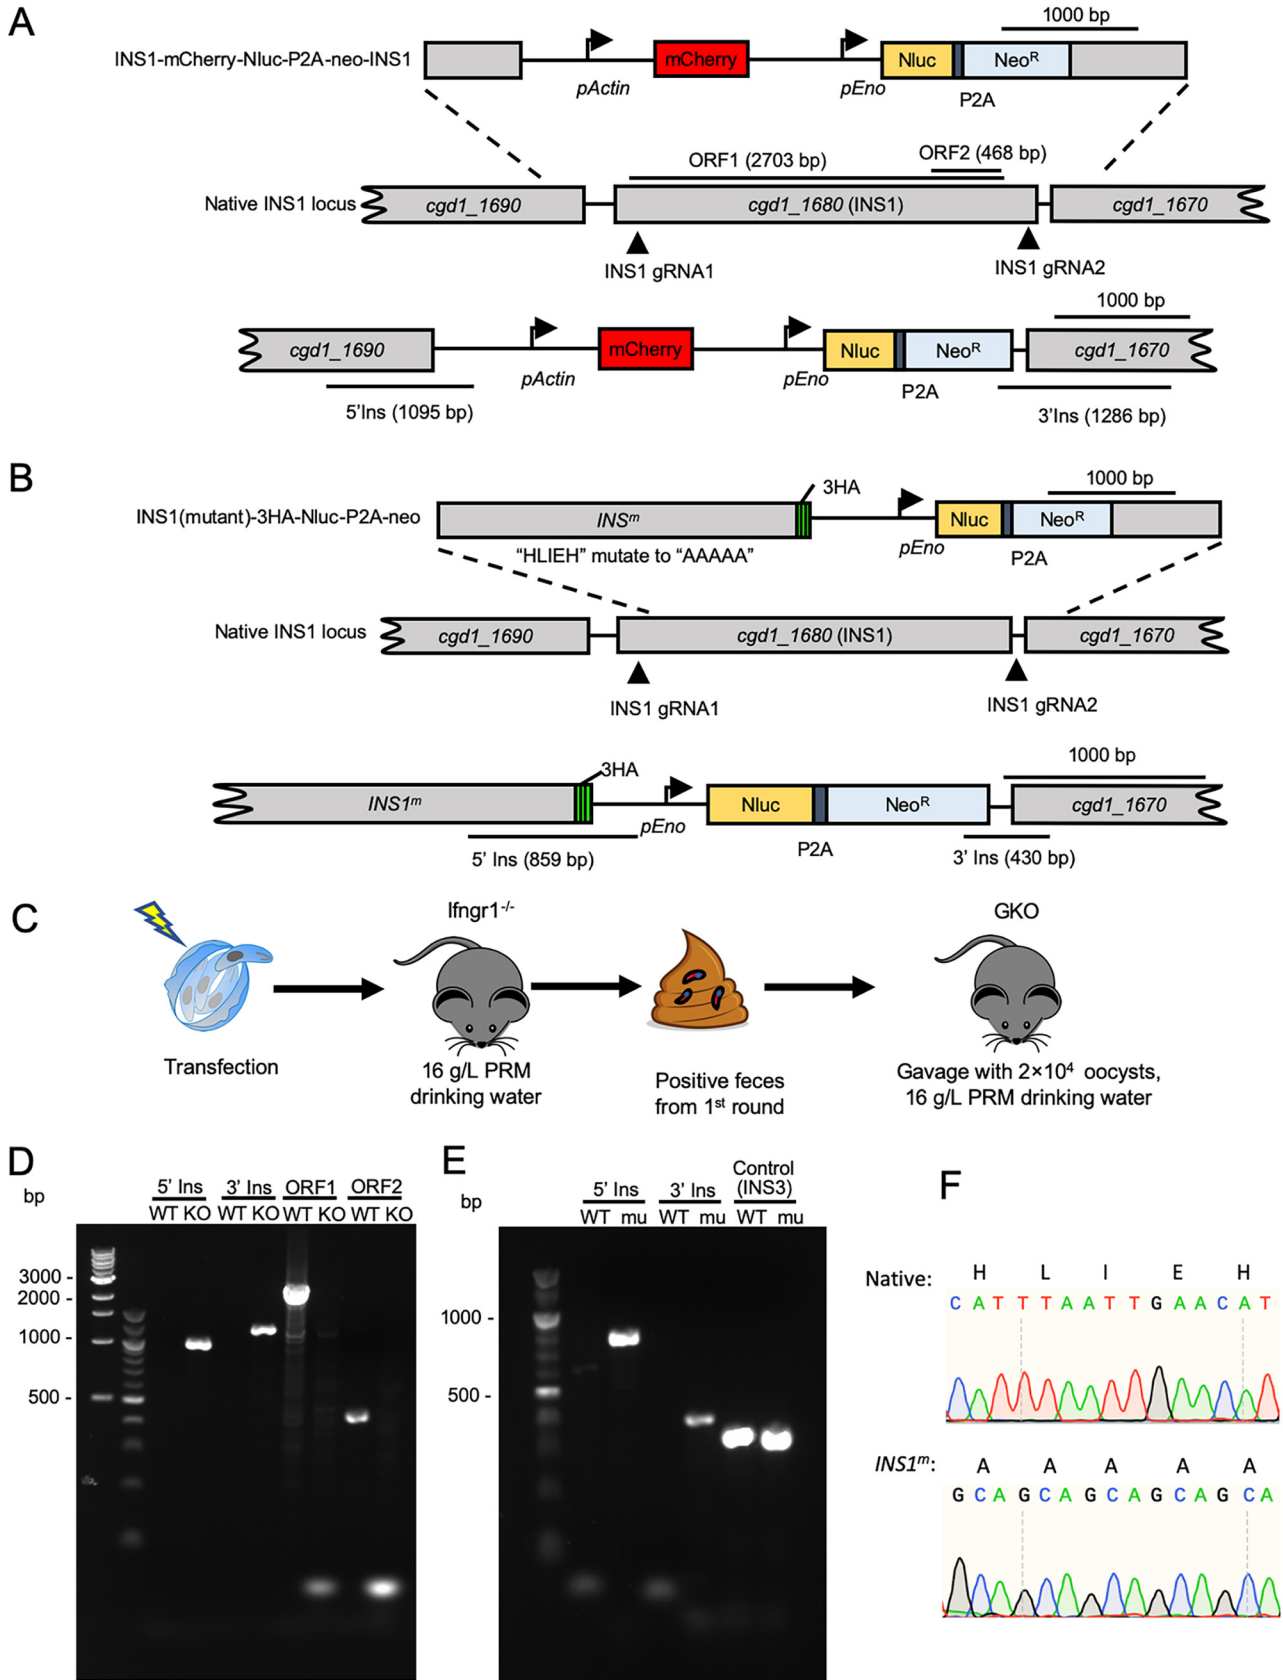 A
1000 bp
INS1-mCherry-Nluc-P2A-neo-INS1
mCherry
Nluc
Neoᴿ
pActin
pEno
P2A
ORF1 (2703 bp)
ORF2 (468 bp)
Native INS1 locus
cgd1_1690
cgd1_1680 (INS1)
cgd1_1670
INS1 gRNA1
INS1 gRNA2
1000 bp
cgd1_1690
mCherry
Nluc
Neoᴿ
cgd1_1670
pActin
pEno
P2A
5'Ins (1095 bp)
3'Ins (1286 bp)
B
3HA
1000 bp
INS1(mutant)-3HA-Nluc-P2A-neo
INSᵐ
Nluc
Neoᴿ
"HLIEH" mutate to "AAAAA"
pEno
P2A
Native INS1 locus
cgd1_1690
cgd1_1680 (INS1)
cgd1_1670
INS1 gRNA1
INS1 gRNA2
3HA
1000 bp
INS1ᵐ
Nluc
Neoᴿ
cgd1_1670
pEno
P2A
5' Ins (859 bp)
3' Ins (430 bp)
C
Ifngr1⁻/⁻
GKO
Transfection
16 g/L PRM
drinking water
Positive feces
from 1ˢᵗ round
Gavage with 2×10⁴ oocysts,
16 g/L PRM drinking water
D
bp
5' Ins 3' Ins ORF1 ORF2
WT KO WT KO WT KO WT KO
3000 -
2000 -
1000 -
500 -
E
bp
Control
5' Ins 3' Ins (INS3)
WT mu WT mu WT mu
1000 -
500 -
F
Native: H L I E H
C A T T T A A T T G A A C A T
INS1ᵐ: A A A A A
G C A G C A G C A G C A G C A